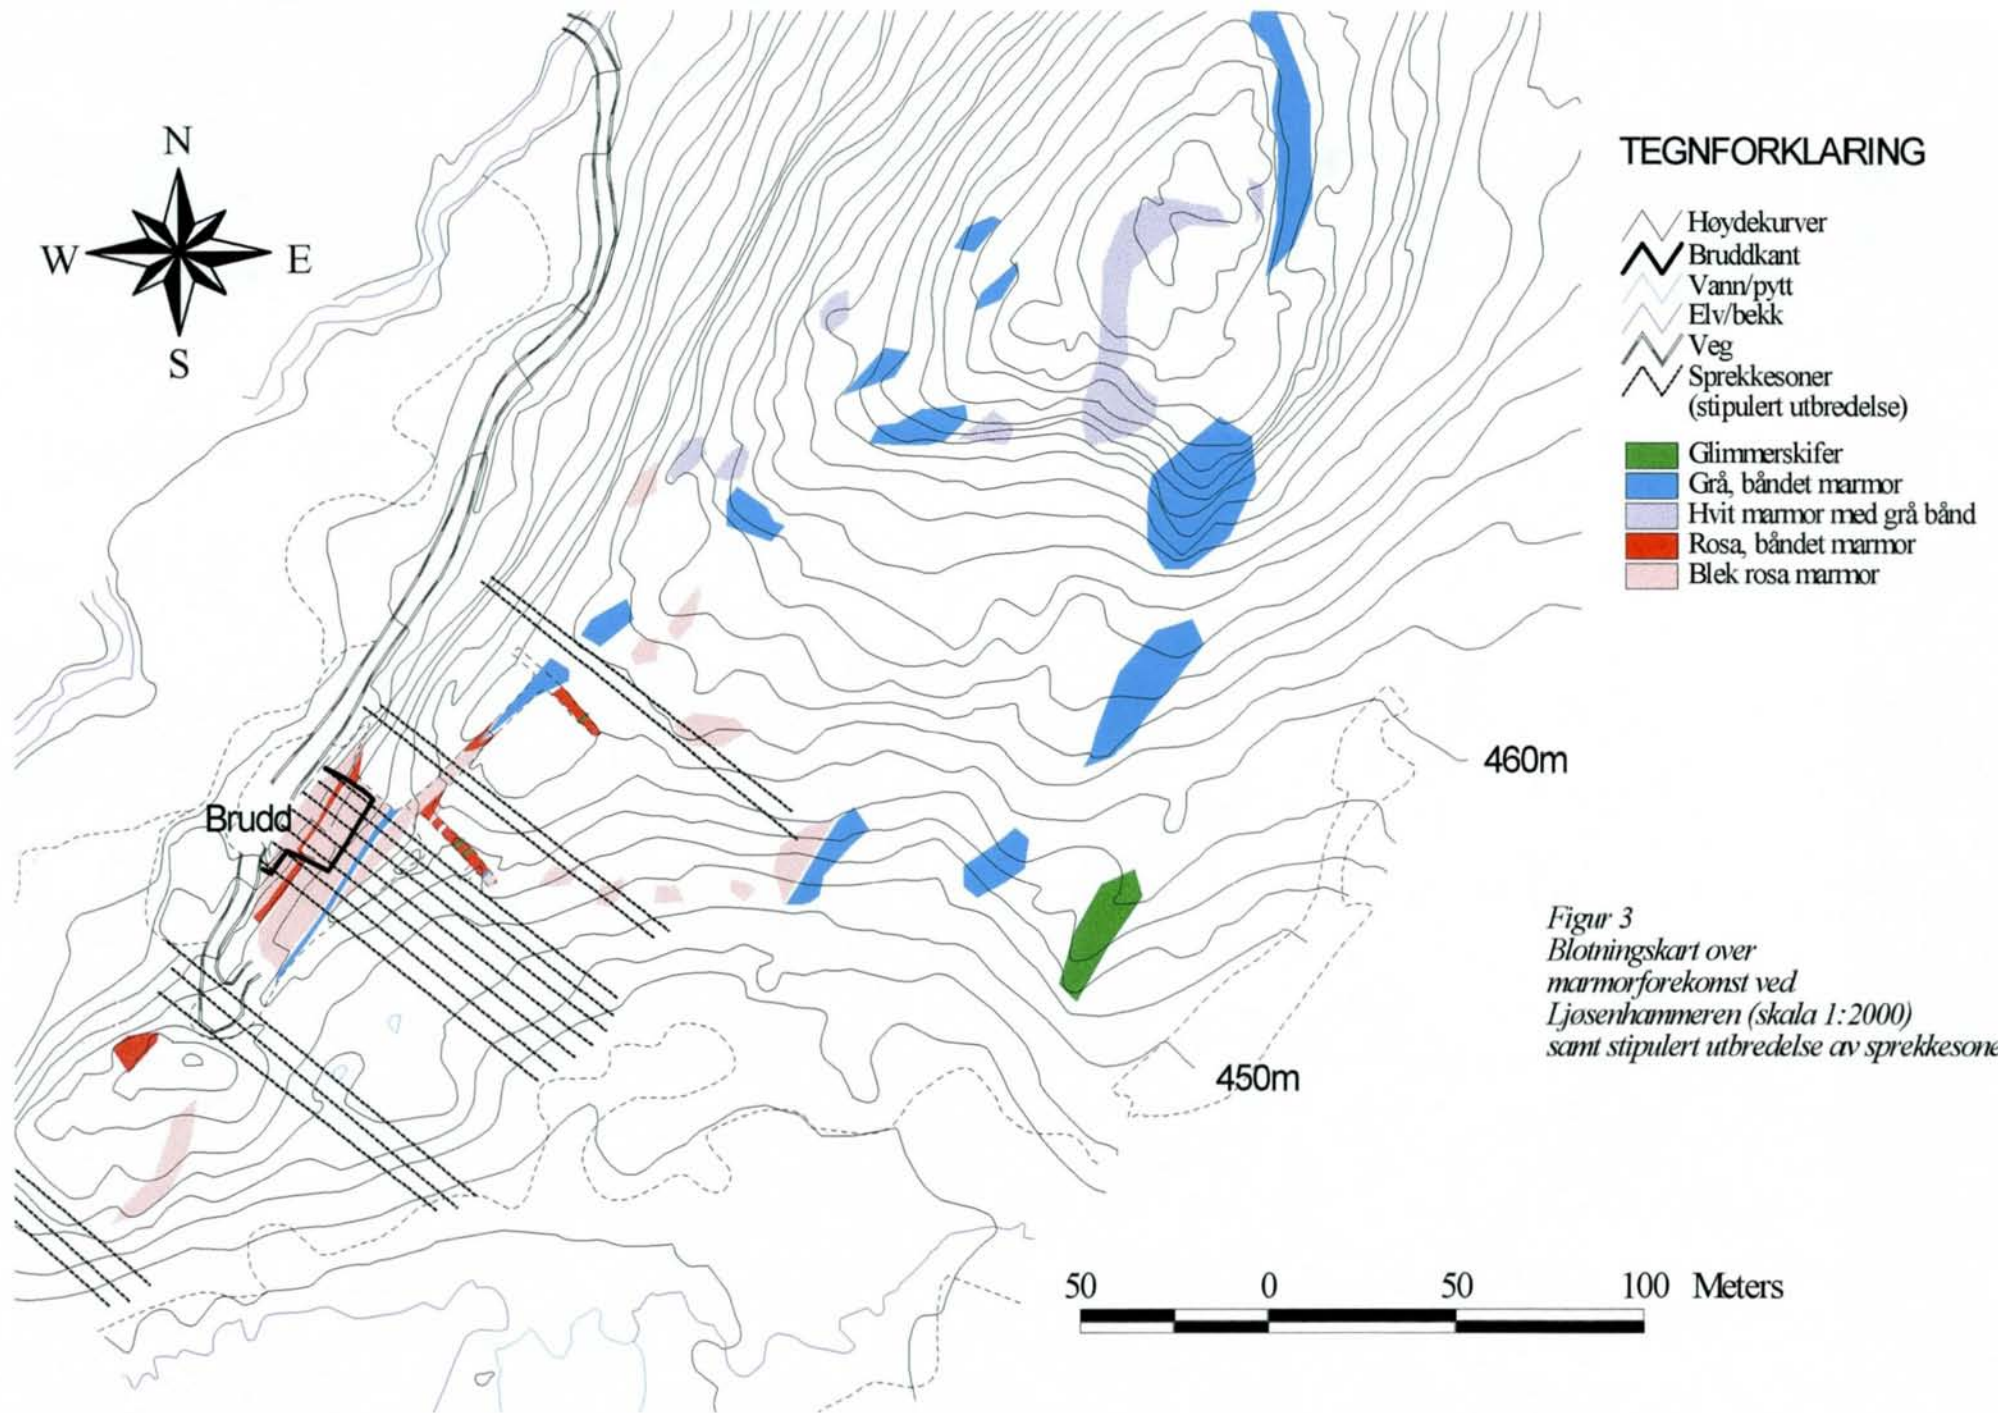 N
W E
S
TEGNFORKLARING
Høydekurver
Bruddkant
Vann/pytt
Elv/bekk
Veg
Sprekkesoner
(stipulert utbredelse)
Glimmerskifer
Grå, båndet marmor
Hvit marmor med grå bånd
Rosa, båndet marmor
Blek rosa marmor
460m
Brudd
Figur 3
Blotningskart over
marmorforekomst ved
Ljøsenhammeren (skala 1:2000)
samt stipulert utbredelse av sprekkesone
450m
50 0 50 100 Meters